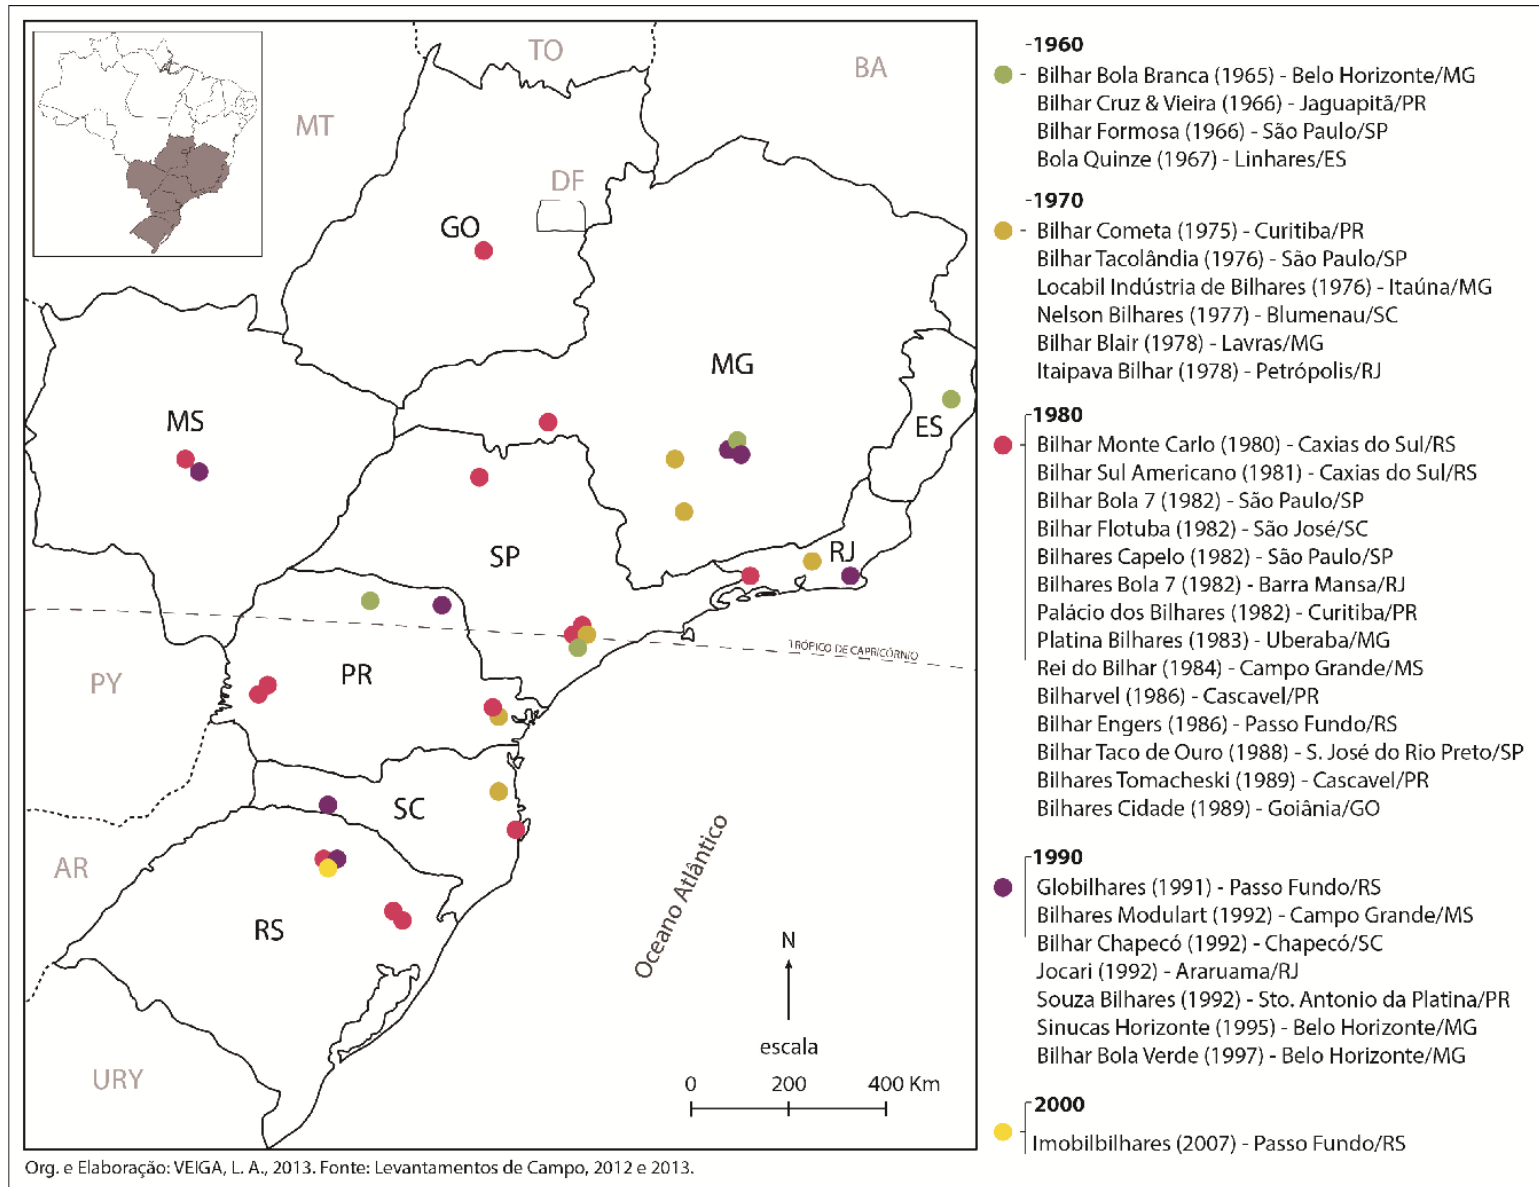 TO
BA
MT
DF
GO
MG
MS
ES
SP
RJ
TRÓPICO DE CAPRICÓRNIO
PY
PR
SC
AR
RS
Oceano Atlântico
N
escala
0 200 400 Km
URY
-1960
Bilhar Bola Branca (1965) - Belo Horizonte/MG
Bilhar Cruz & Vieira (1966) - Jaguapitã/PR
Bilhar Formosa (1966) - São Paulo/SP
Bola Quinze (1967) - Linhares/ES
-1970
Bilhar Cometa (1975) - Curitiba/PR
Bilhar Tacolândia (1976) - São Paulo/SP
Locabil Indústria de Bilhares (1976) - Itaúna/MG
Nelson Bilhares (1977) - Blumenau/SC
Bilhar Blair (1978) - Lavras/MG
Itaipava Bilhar (1978) - Petrópolis/RJ
1980
Bilhar Monte Carlo (1980) - Caxias do Sul/RS
Bilhar Sul Americano (1981) - Caxias do Sul/RS
Bilhar Bola 7 (1982) - São Paulo/SP
Bilhar Flotuba (1982) - São José/SC
Bilhares Capelo (1982) - São Paulo/SP
Bilhares Bola 7 (1982) - Barra Mansa/RJ
Palácio dos Bilhares (1982) - Curitiba/PR
Platina Bilhares (1983) - Uberaba/MG
Rei do Bilhar (1984) - Campo Grande/MS
Bilharvel (1986) - Cascavel/PR
Bilhar Engers (1986) - Passo Fundo/RS
Bilhar Taco de Ouro (1988) - S. José do Rio Preto/SP
Bilhares Tomacheski (1989) - Cascavel/PR
Bilhares Cidade (1989) - Goiânia/GO
1990
Globilhares (1991) - Passo Fundo/RS
Bilhares Modulart (1992) - Campo Grande/MS
Bilhar Chapecó (1992) - Chapecó/SC
Jocari (1992) - Araruama/RJ
Souza Bilhares (1992) - Sto. Antonio da Platina/PR
Sinucas Horizonte (1995) - Belo Horizonte/MG
Bilhar Bola Verde (1997) - Belo Horizonte/MG
2000
Imobilbilhares (2007) - Passo Fundo/RS
Org. e Elaboração: VEIGA, L. A., 2013. Fonte: Levantamentos de Campo, 2012 e 2013.